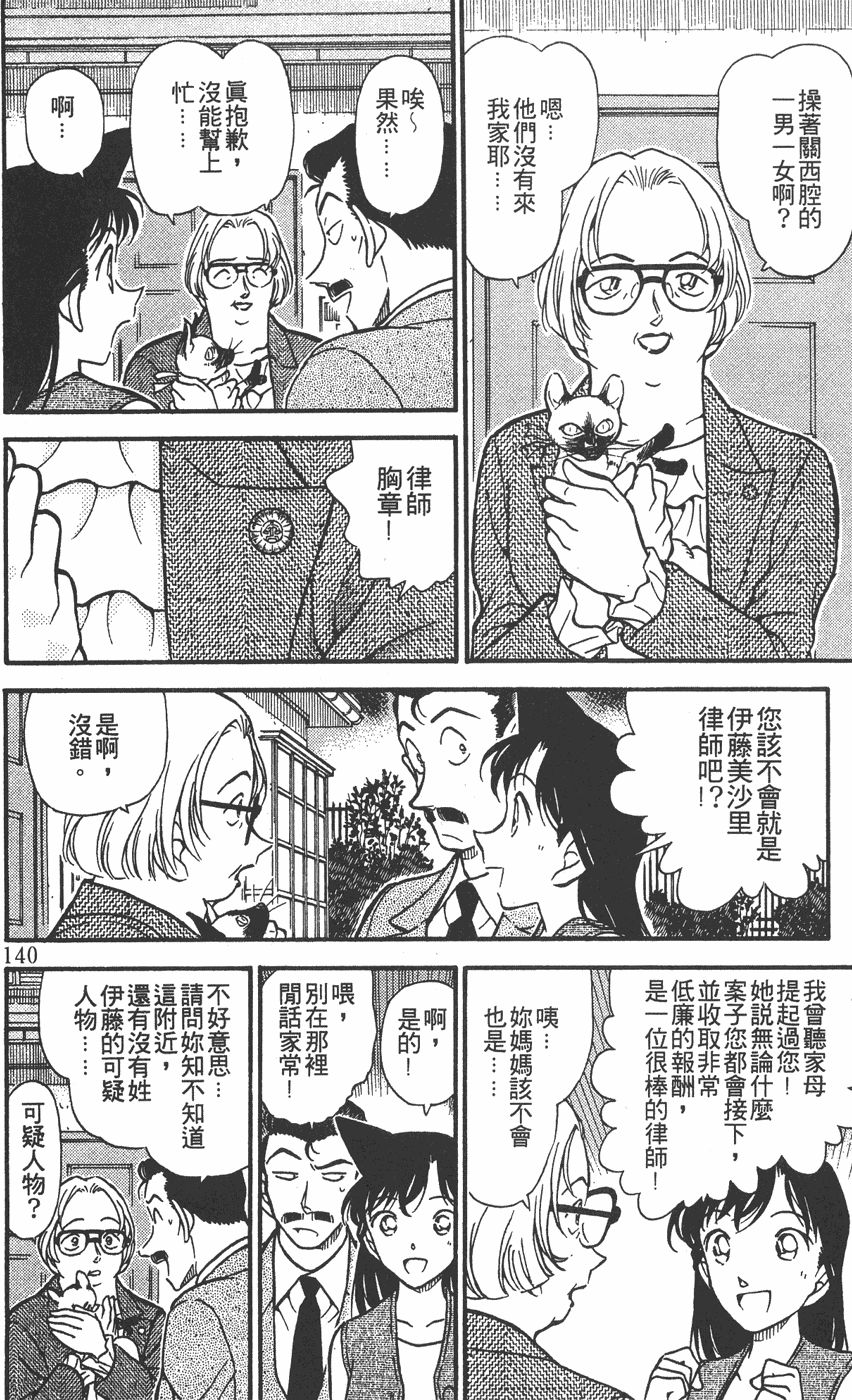 操著關西腔的
一男一女啊？
嗯…
他們沒有來
我家耶……
唉～
果然…
眞抱歉，
沒能幫上
忙……
啊…
律師
胸章！
您該不會就是
伊藤美沙里
律師吧？！
是啊，
沒錯。
我曾聽家母
提起過您！
她說無論什麼
案子您都會接下，
並收取非常
低廉的報酬，
是一位很棒的律師！
咦…
妳媽媽該不會
也是……
啊，
是的！
喂，
別在那裡
閒話家常！
不好意思…
請問妳知不知道
這附近，
還有沒有姓
伊藤的可疑
人物……
可疑人物？
140